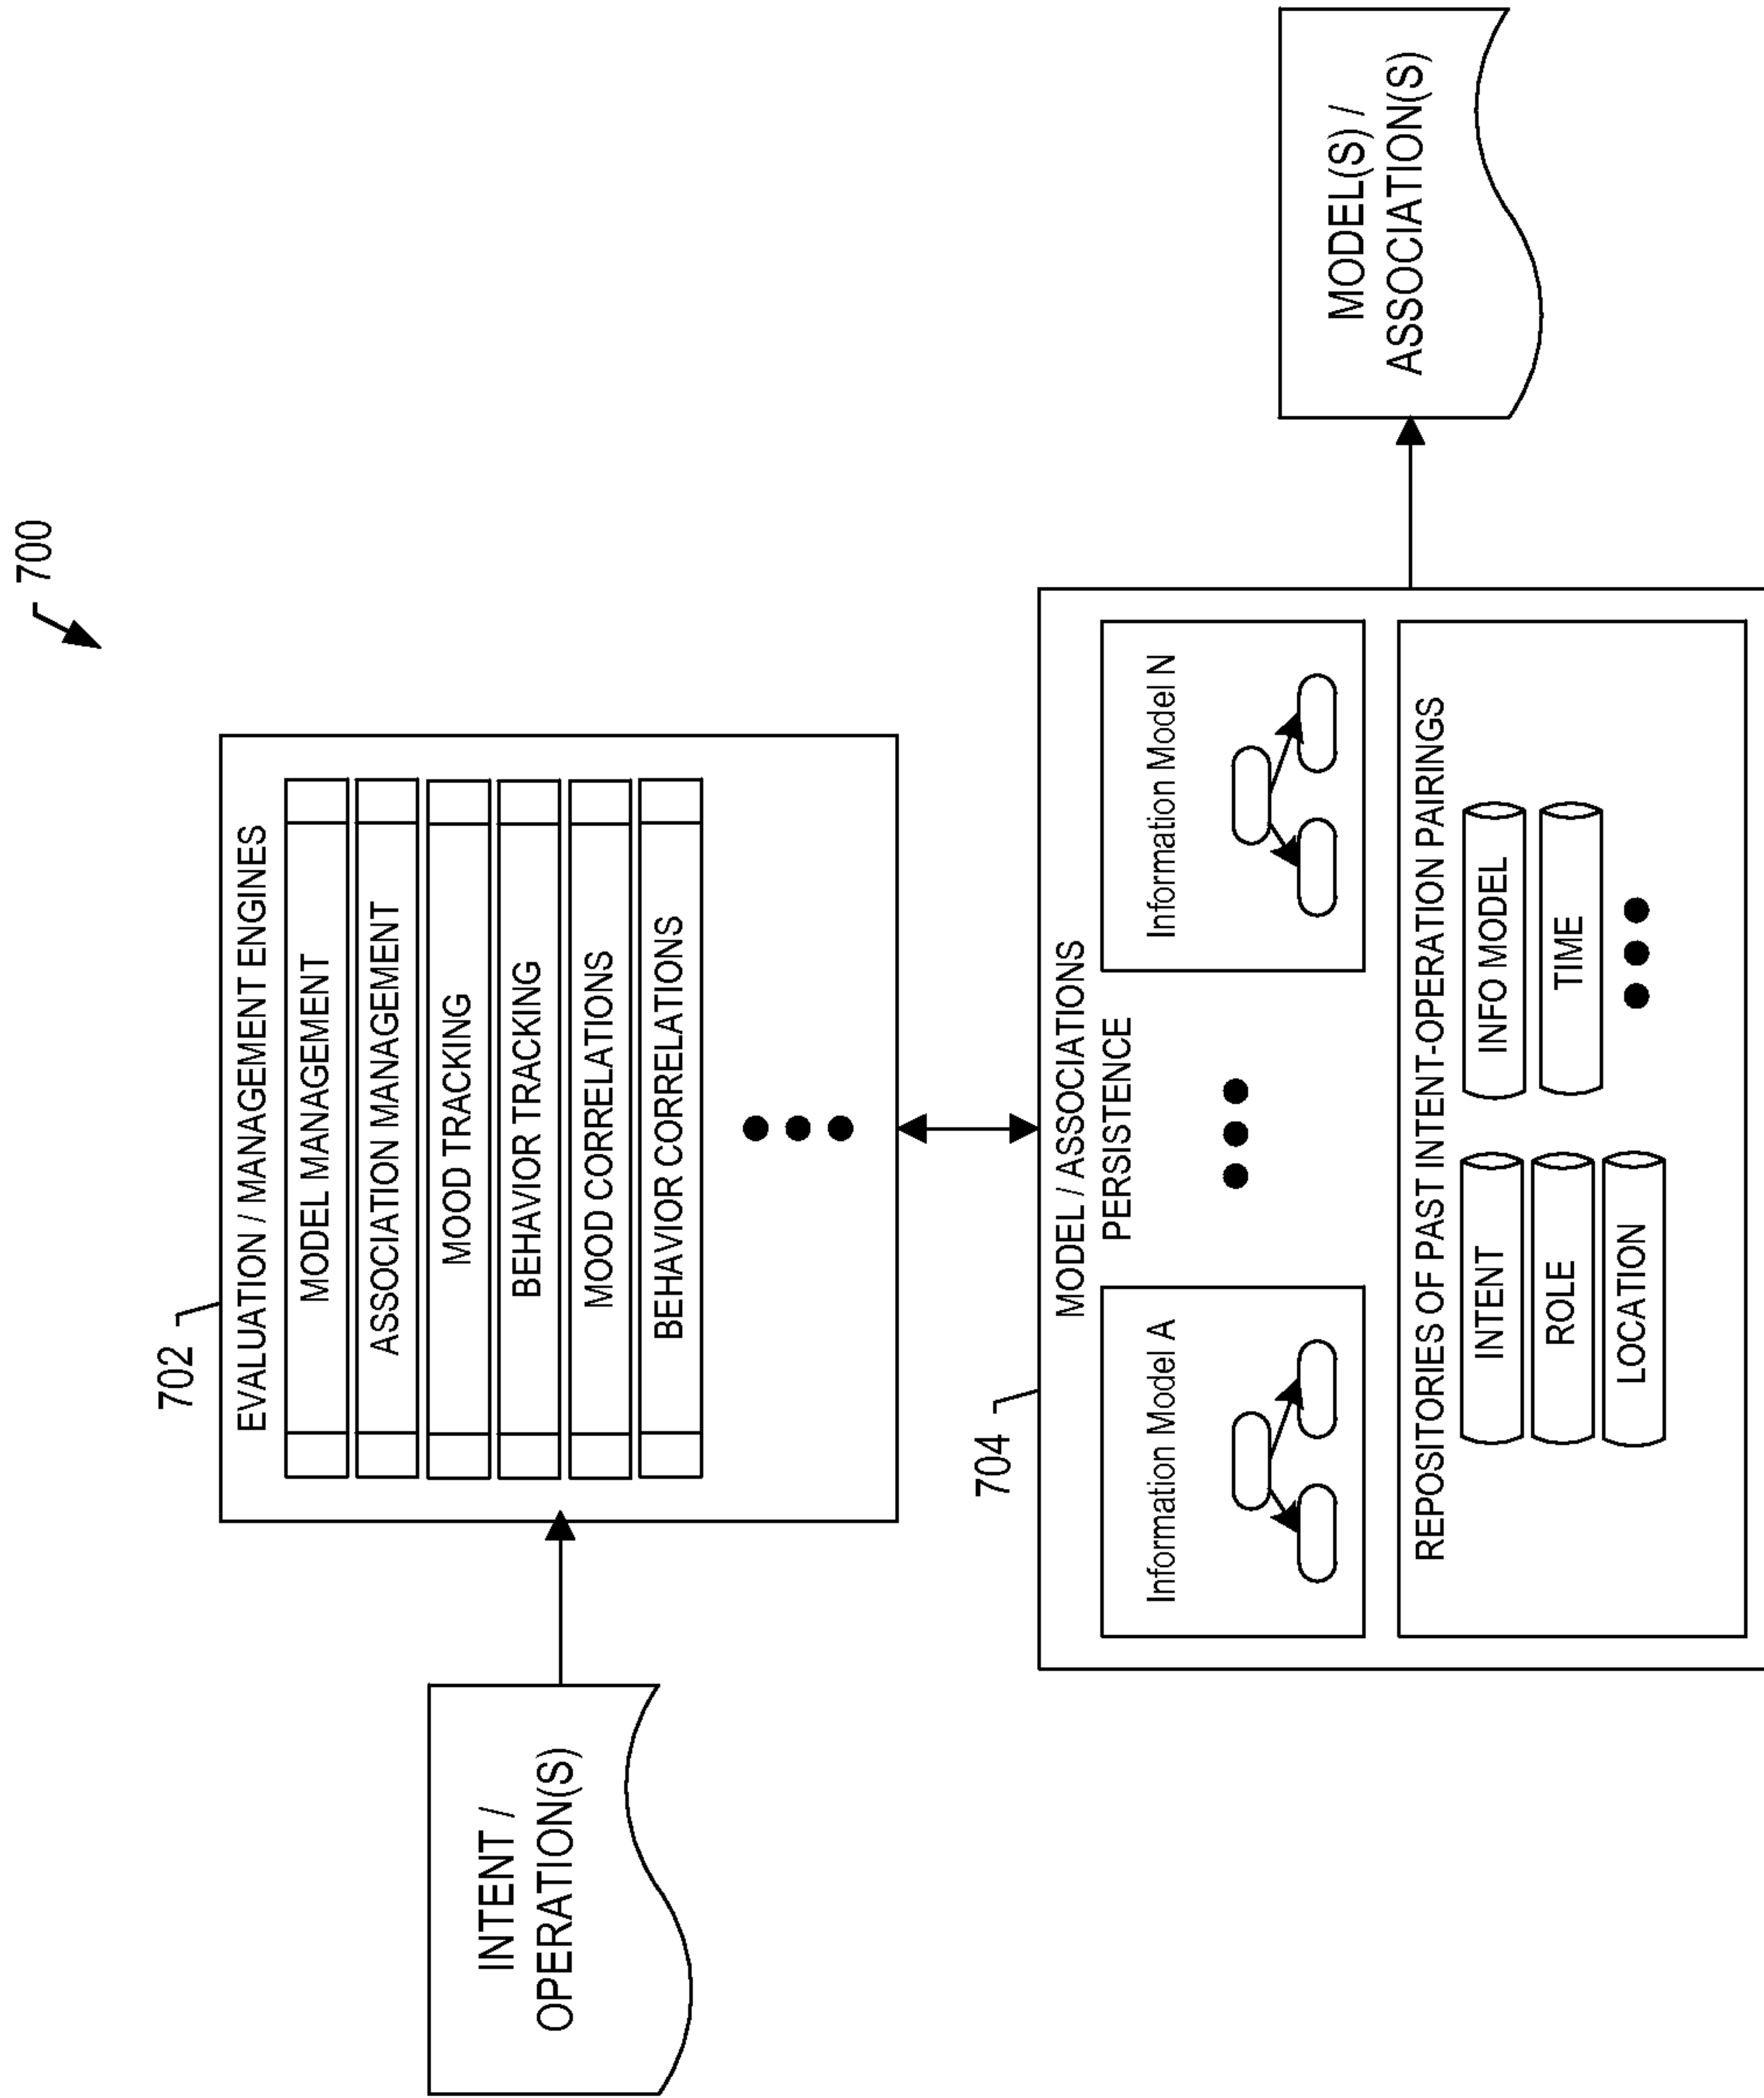 700
702
EVALUATION / MANAGEMENT ENGINES
MODEL MANAGEMENT
ASSOCIATION MANAGEMENT
MOOD TRACKING
BEHAVIOR TRACKING
MOOD CORRELATIONS
BEHAVIOR CORRELATIONS
INTENT /
OPERATION(S)
704
MODEL / ASSOCIATIONS
PERSISTENCE
Information Model A
Information Model N
REPOSITORIES OF PAST INTENT-OPERATION PAIRINGS
INTENT
ROLE
LOCATION
INFO MODEL
TIME
MODEL(S) /
ASSOCIATION(S)